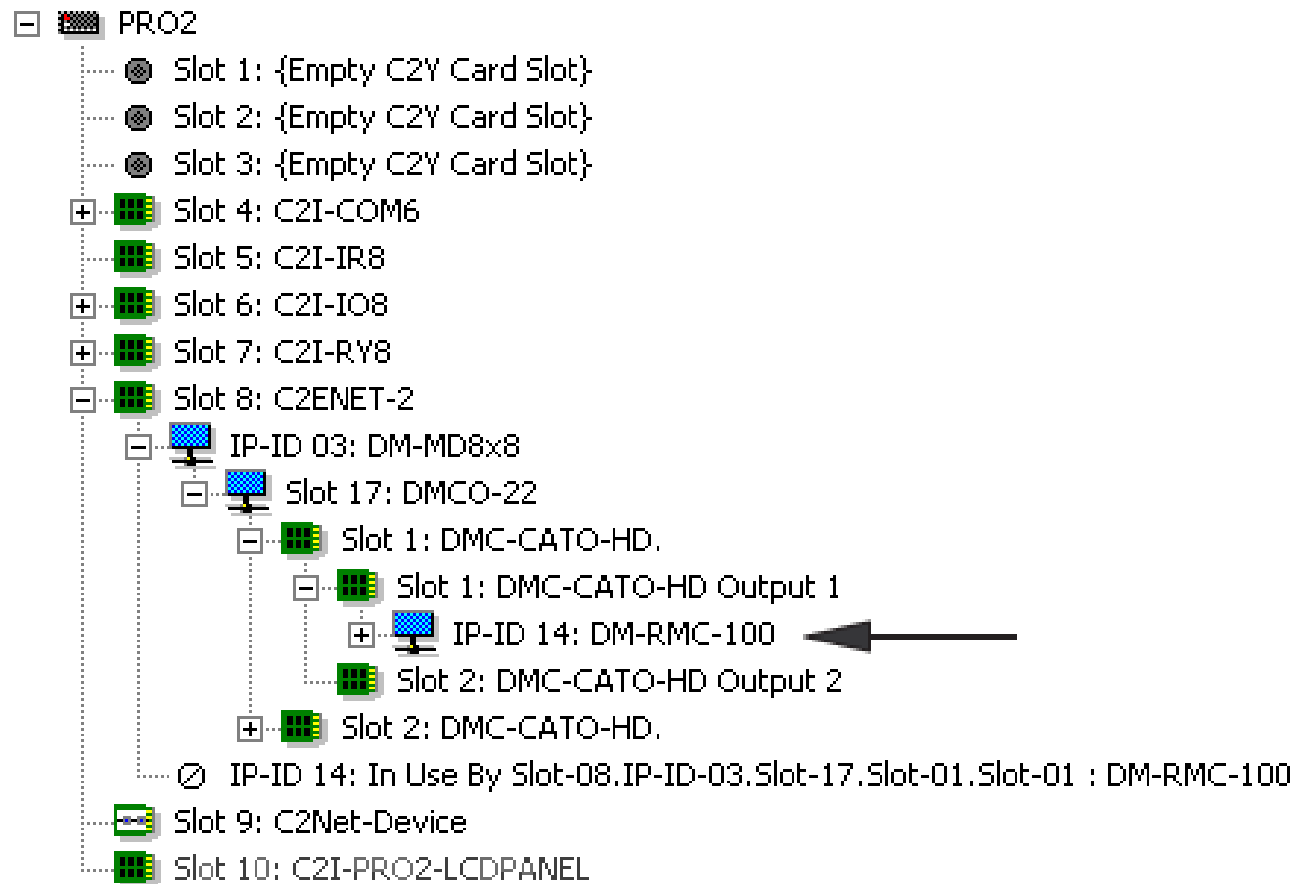 PRO2
Slot 1: {Empty C2Y Card Slot}
Slot 2: {Empty C2Y Card Slot}
Slot 3: {Empty C2Y Card Slot}
Slot 4: C2I-COM6
Slot 5: C2I-IR8
Slot 6: C2I-IO8
Slot 7: C2I-RY8
Slot 8: C2ENET-2
IP-ID 03: DM-MD8x8
Slot 17: DMCO-22
Slot 1: DMC-CATO-HD.
Slot 1: DMC-CATO-HD Output 1
IP-ID 14: DM-RMC-100
Slot 2: DMC-CATO-HD Output 2
Slot 2: DMC-CATO-HD.
IP-ID 14: In Use By Slot-08.IP-ID-03.Slot-17.Slot-01.Slot-01 : DM-RMC-100
Slot 9: C2Net-Device
Slot 10: C2I-PRO2-LCDPANEL